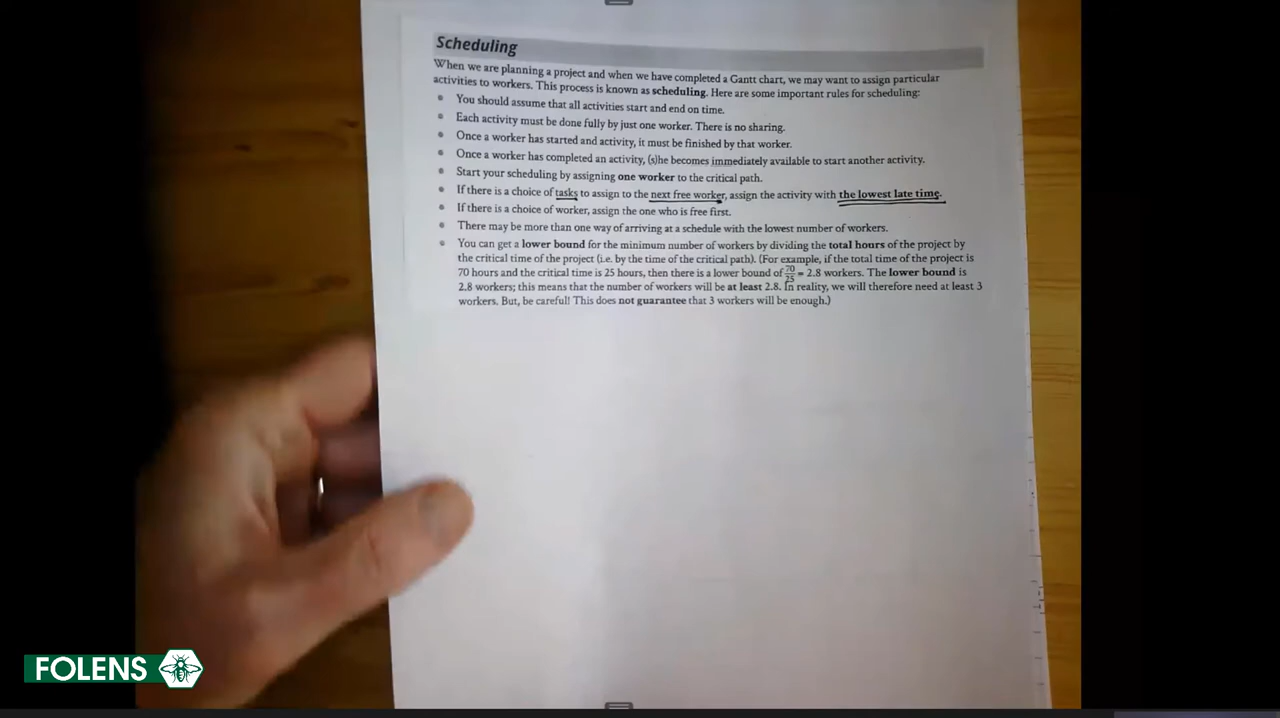 Scheduling
When we are planning a project and when we have completed a Gantt chart, we may want to assign particular
activities to workers. This process is known as scheduling. Here are some important rules for scheduling:
• You should assume that all activities start and end on time.
• Each activity must be done fully by just one worker. There is no sharing.
• Once a worker has started and activity, it must be finished by that worker.
• Once a worker has completed an activity, (s)he becomes immediately available to start another activity.
• Start your scheduling by assigning one worker to the critical path.
• If there is a choice of tasks to assign to the next free worker, assign the activity with the lowest late time.
• If there is a choice of worker, assign the one who is free first.
• There may be more than one way of arriving at a schedule with the lowest number of workers.
• You can get a lower bound for the minimum number of workers by dividing the total hours of the project by
the critical time of the project (i.e. by the time of the critical path). (For example, if the total time of the project is
70 hours and the critical time is 25 hours, then there is a lower bound of 70/25 = 2.8 workers. The lower bound is
2.8 workers; this means that the number of workers will be at least 2.8. In reality, we will therefore need at least 3
workers. But, be careful! This does not guarantee that 3 workers will be enough.)
FOLENS